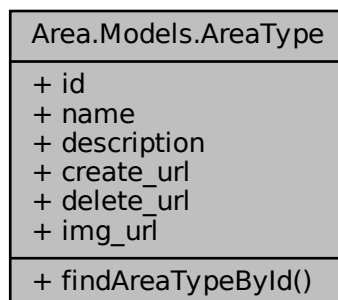 Area.Models.AreaType
+ id
+ name
+ description
+ create_url
+ delete_url
+ img_url
+ findAreaTypeById()